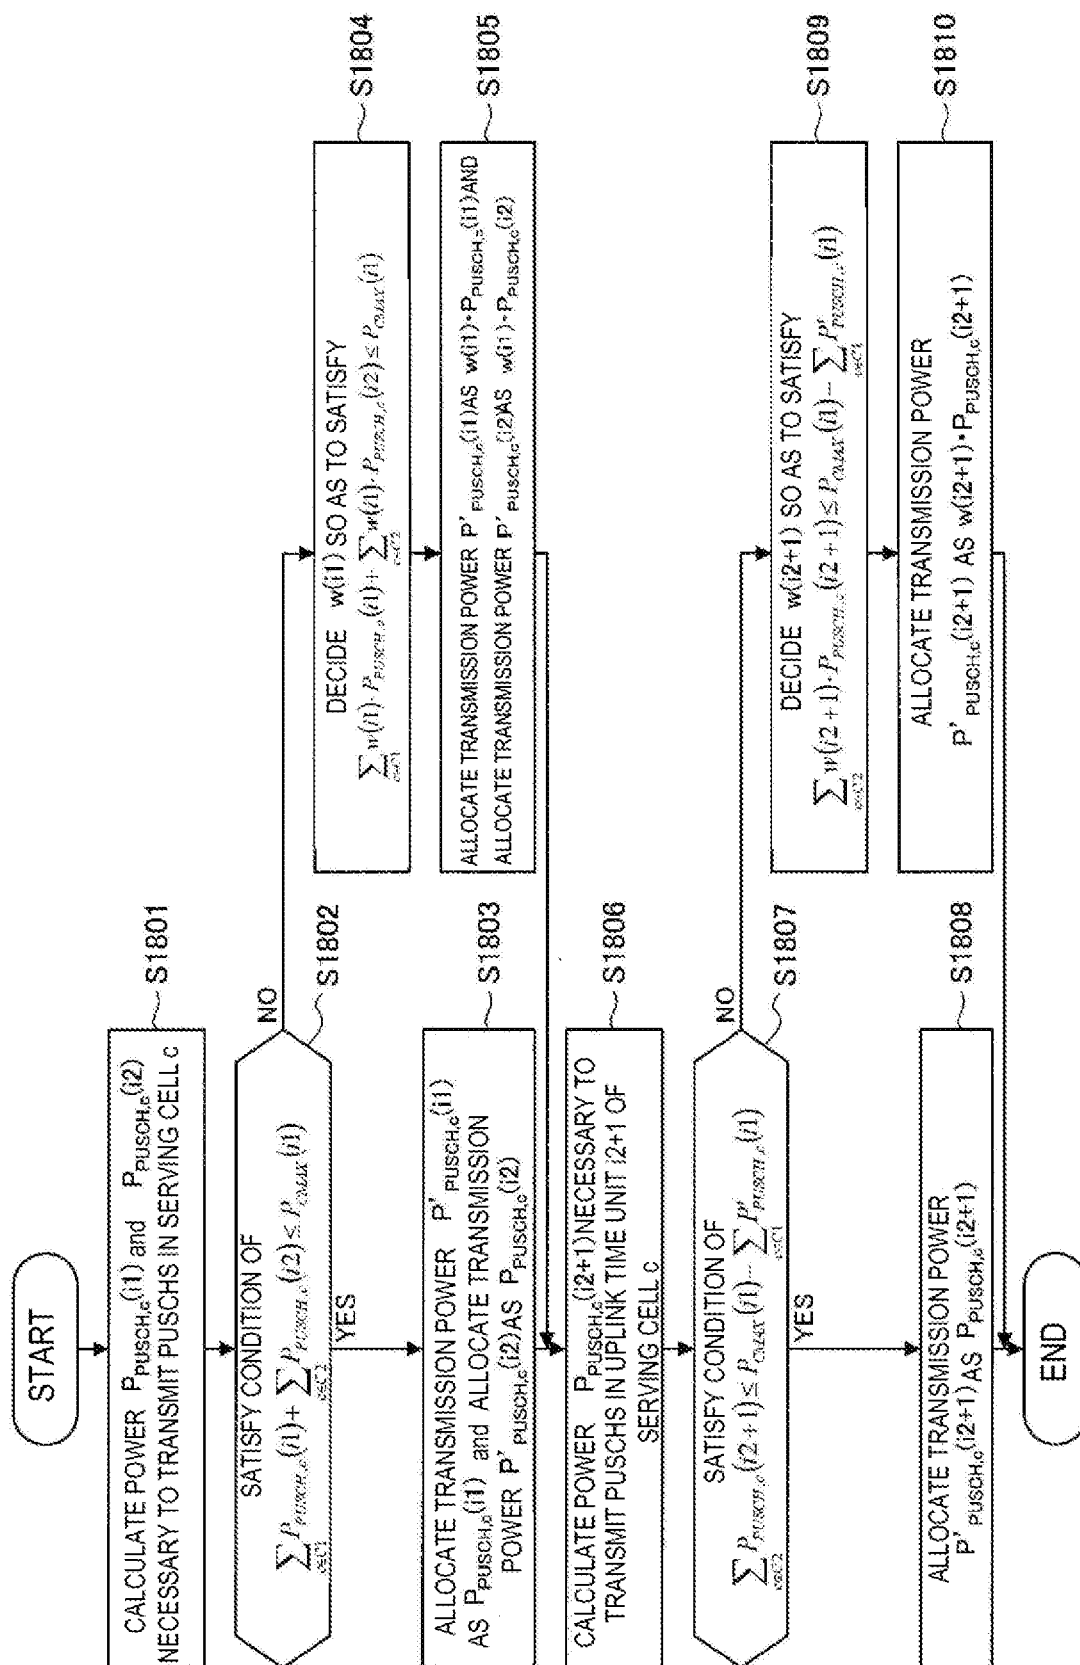 START
CALCULATE POWER P_PUSCH,c(i1) and P_PUSCH,c(i2)
NECESSARY TO TRANSMIT PUSCHS IN SERVING CELL c
S1801
SATISFY CONDITION OF
∑_{c∈C1} P_PUSCH,c(i1) + ∑_{c∈C2} P_PUSCH,c(i2) ≤ P_CMAX(i1)
S1802
NO
YES
ALLOCATE TRANSMISSION POWER P'_PUSCH,c(i1)
AS P_PUSCH,c(i1) and ALLOCATE TRANSMISSION
POWER P'_PUSCH,c(i2) AS P_PUSCH,c(i2)
S1803
DECIDE w(i1) SO AS TO SATISFY
∑_{c∈C1} w(i1)·P_PUSCH,c(i1) + ∑_{c∈C2} w(i1)·P_PUSCH,c(i2) ≤ P_CMAX(i1)
S1804
ALLOCATE TRANSMISSION POWER P'_PUSCH,c(i1) AS w(i1)·P_PUSCH,c(i1) AND
ALLOCATE TRANSMISSION POWER P'_PUSCH,c(i2) AS w(i1)·P_PUSCH,c(i2)
S1805
CALCULATE POWER P_PUSCH,c(i2+1) NECESSARY TO
TRANSMIT PUSCHS IN UPLINK TIME UNIT i2+1 OF
SERVING CELL c
S1806
SATISFY CONDITION OF
∑_{c∈C2} P_PUSCH,c(i2+1) ≤ P_CMAX(i1) - ∑_{c∈C1} P'_PUSCH,c(i1)
S1807
NO
YES
ALLOCATE TRANSMISSION POWER
P'_PUSCH,c(i2+1) AS P_PUSCH,c(i2+1)
S1808
DECIDE w(i2+1) SO AS TO SATISFY
∑_{c∈C2} w(i2+1)·P_PUSCH,c(i2+1) ≤ P_CMAX(i1) - ∑_{c∈C1} P'_PUSCH,c(i1)
S1809
ALLOCATE TRANSMISSION POWER
P'_PUSCH,c(i2+1) AS w(i2+1)·P_PUSCH,c(i2+1)
S1810
END